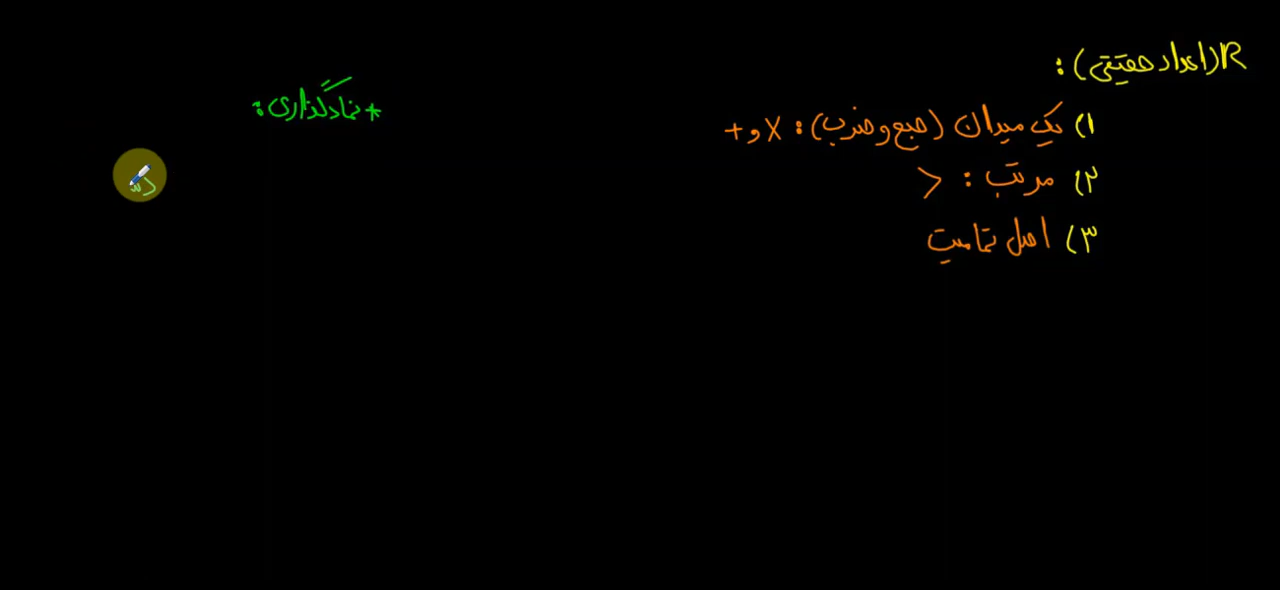 R (اعداد حقیقی):
۱) یک میدان (جمع و ضرب): × و +
۲) مرتب: <
۳) اصل تمامیت
* نمادگذاری: